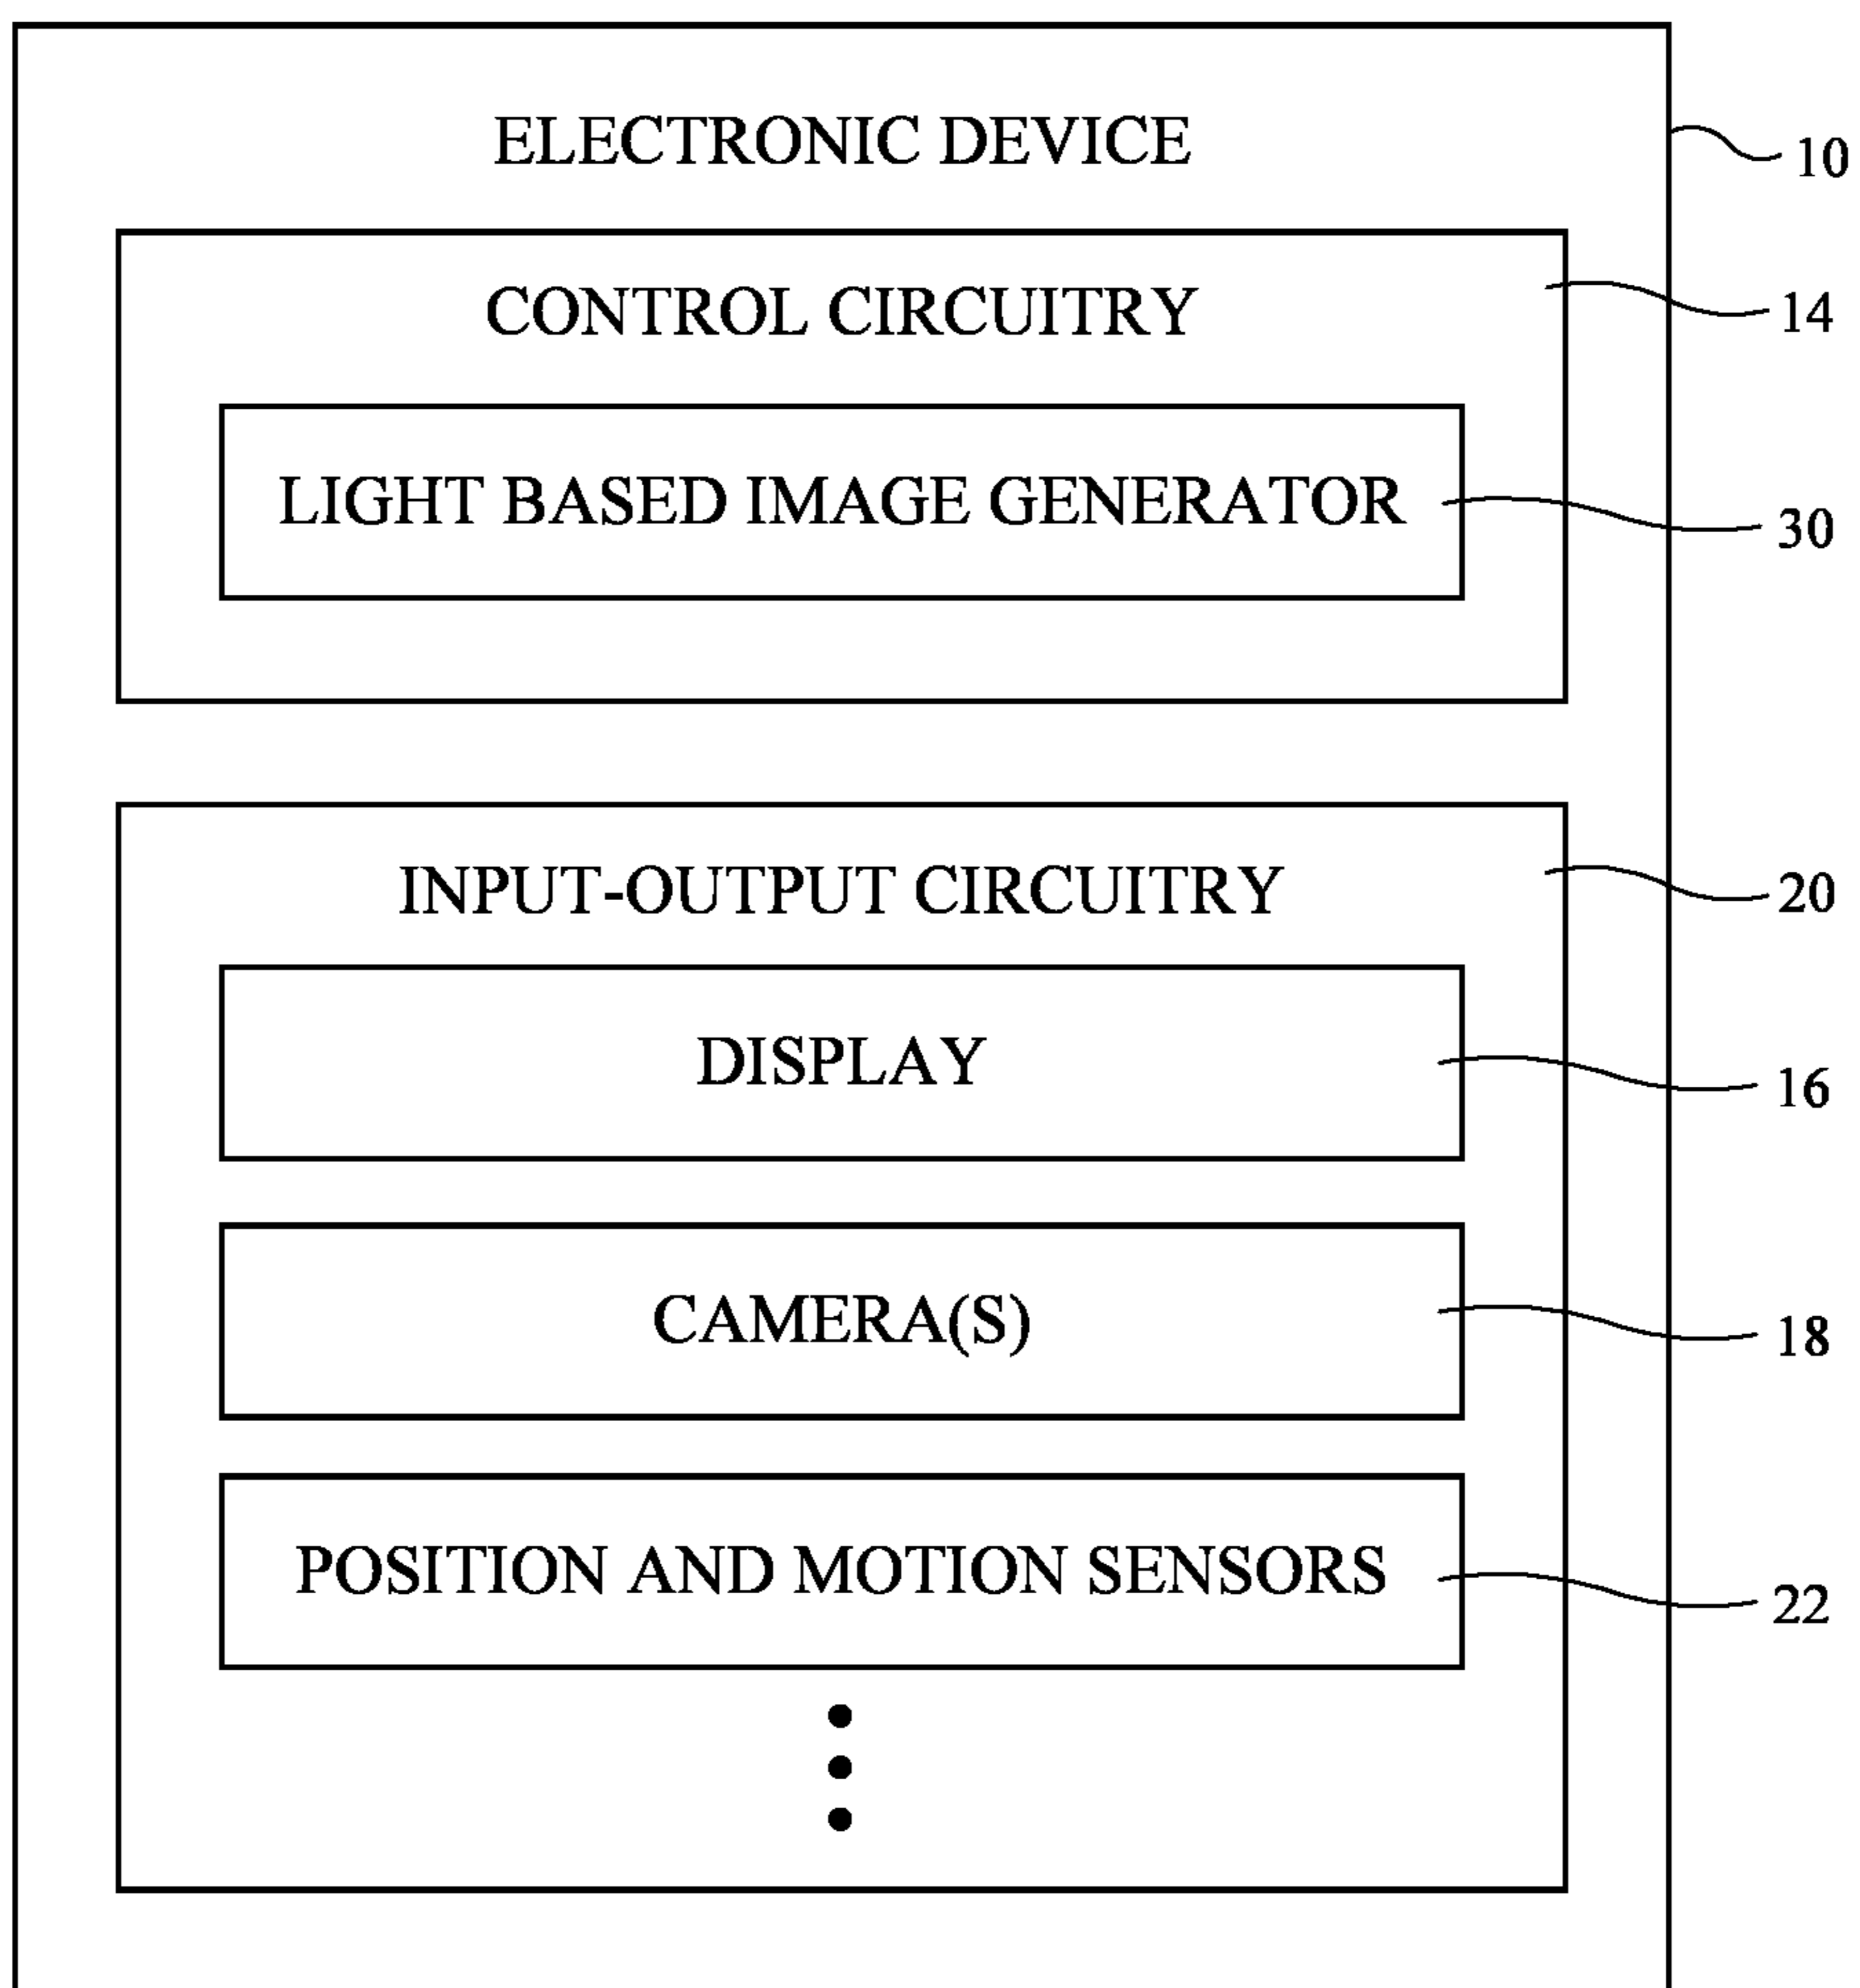 ELECTRONIC DEVICE
10
CONTROL CIRCUITRY
14
LIGHT BASED IMAGE GENERATOR
30
INPUT-OUTPUT CIRCUITRY
20
DISPLAY
16
CAMERA(S)
18
POSITION AND MOTION SENSORS
22